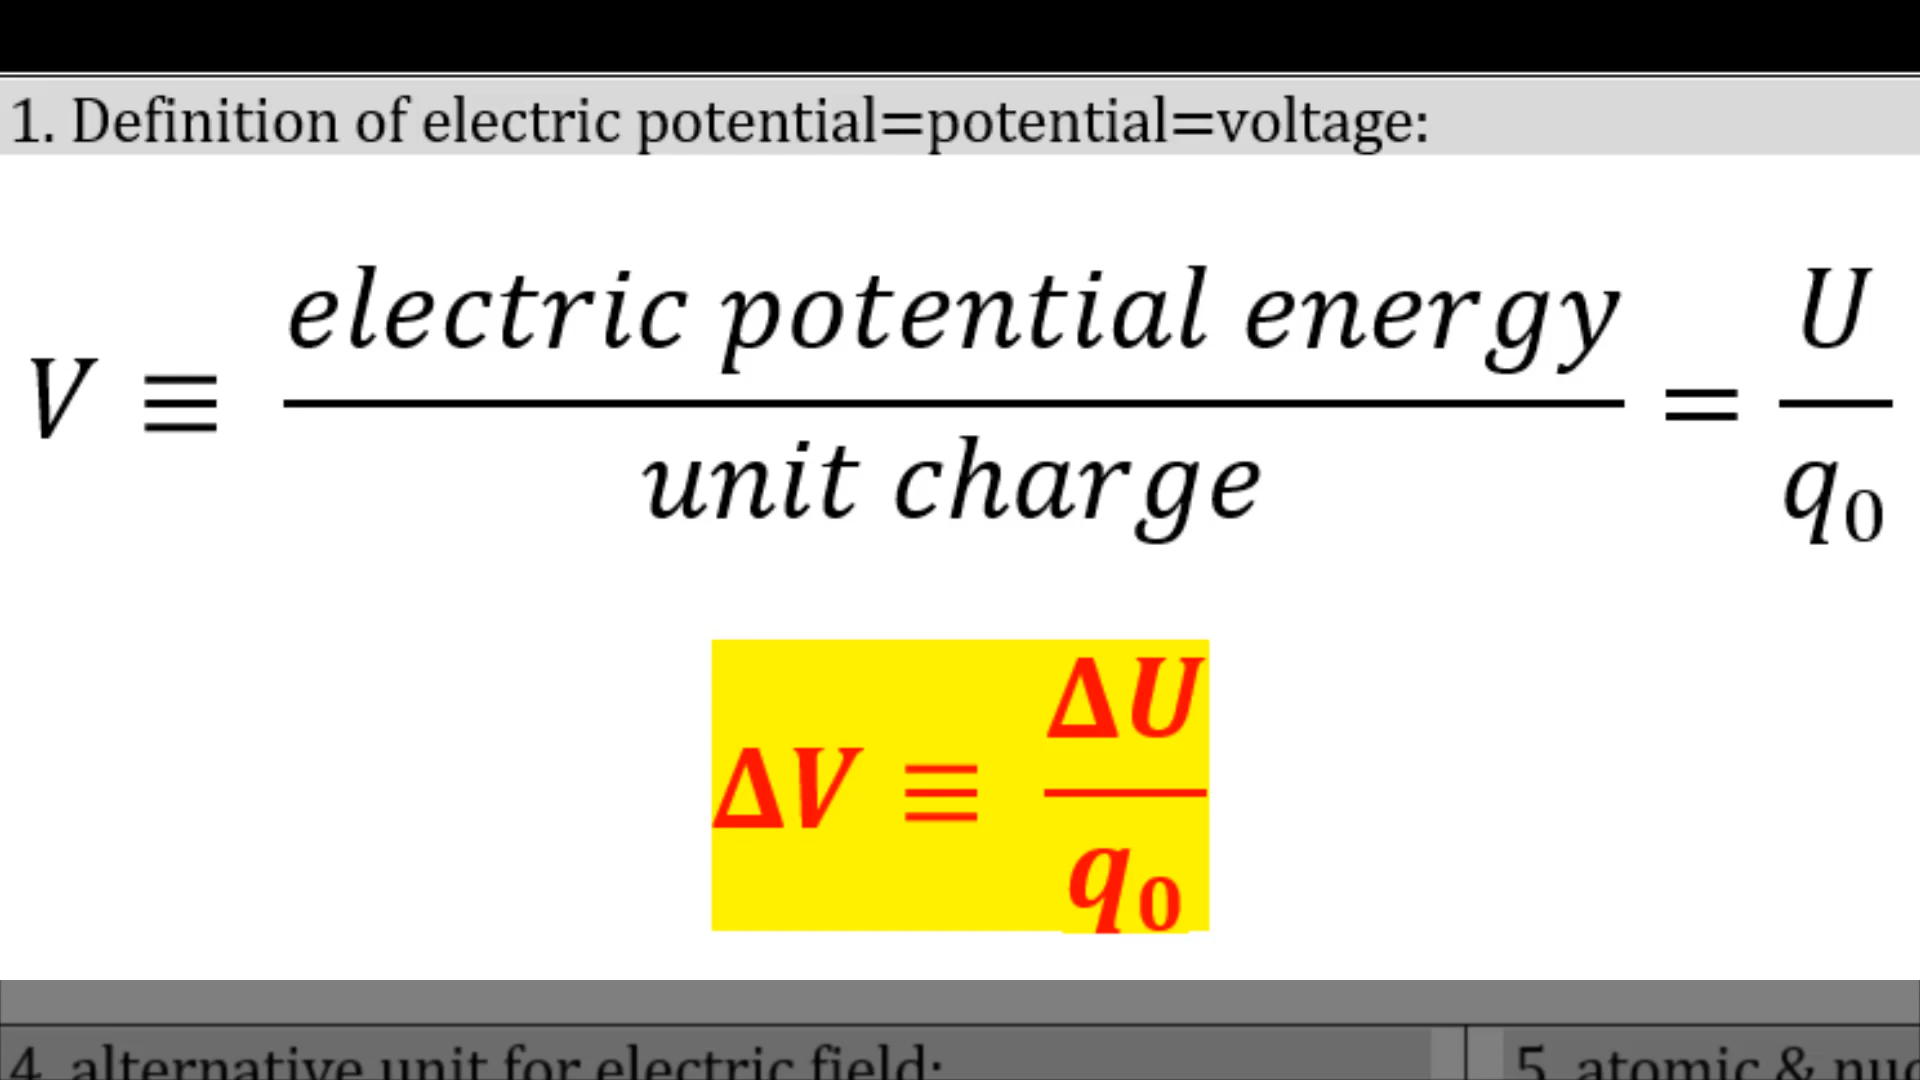 1. Definition of electric potential=potential=voltage:
V ≡ electric potential energy / unit charge = U / q₀
ΔV ≡ ΔU / q₀
4. alternative unit for electric field:
5. atomic &